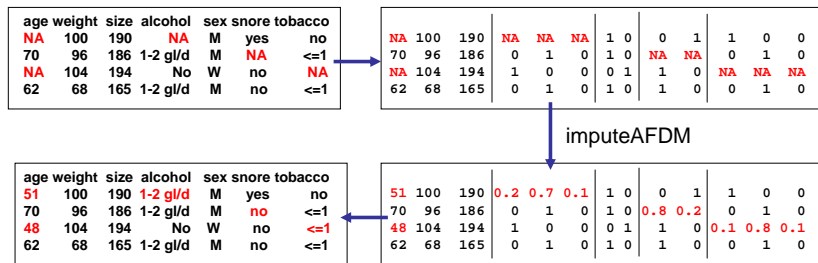 age weight size alcohol sex snore tobacco
NA 100 190 NA M yes no
70 96 186 1-2 gl/d M NA <=1
NA 104 194 No W no NA
62 68 165 1-2 gl/d M no <=1
NA 100 190 NA NA NA 1 0 0 1 1 0 0
70 96 186 0 1 0 1 0 NA NA 0 1 0
NA 104 194 1 0 0 0 1 1 0 NA NA NA
62 68 165 0 1 0 1 0 1 0 0 1 0
imputeAFDM
age weight size alcohol sex snore tobacco
51 100 190 1-2 gl/d M yes no
70 96 186 1-2 gl/d M no <=1
48 104 194 No W no <=1
62 68 165 1-2 gl/d M no <=1
51 100 190 0.2 0.7 0.1 1 0 0 1 1 0 0
70 96 186 0 1 0 1 0 0.8 0.2 0 1 0
48 104 194 1 0 0 0 1 1 0 0.1 0.8 0.1
62 68 165 0 1 0 1 0 1 0 0 1 0